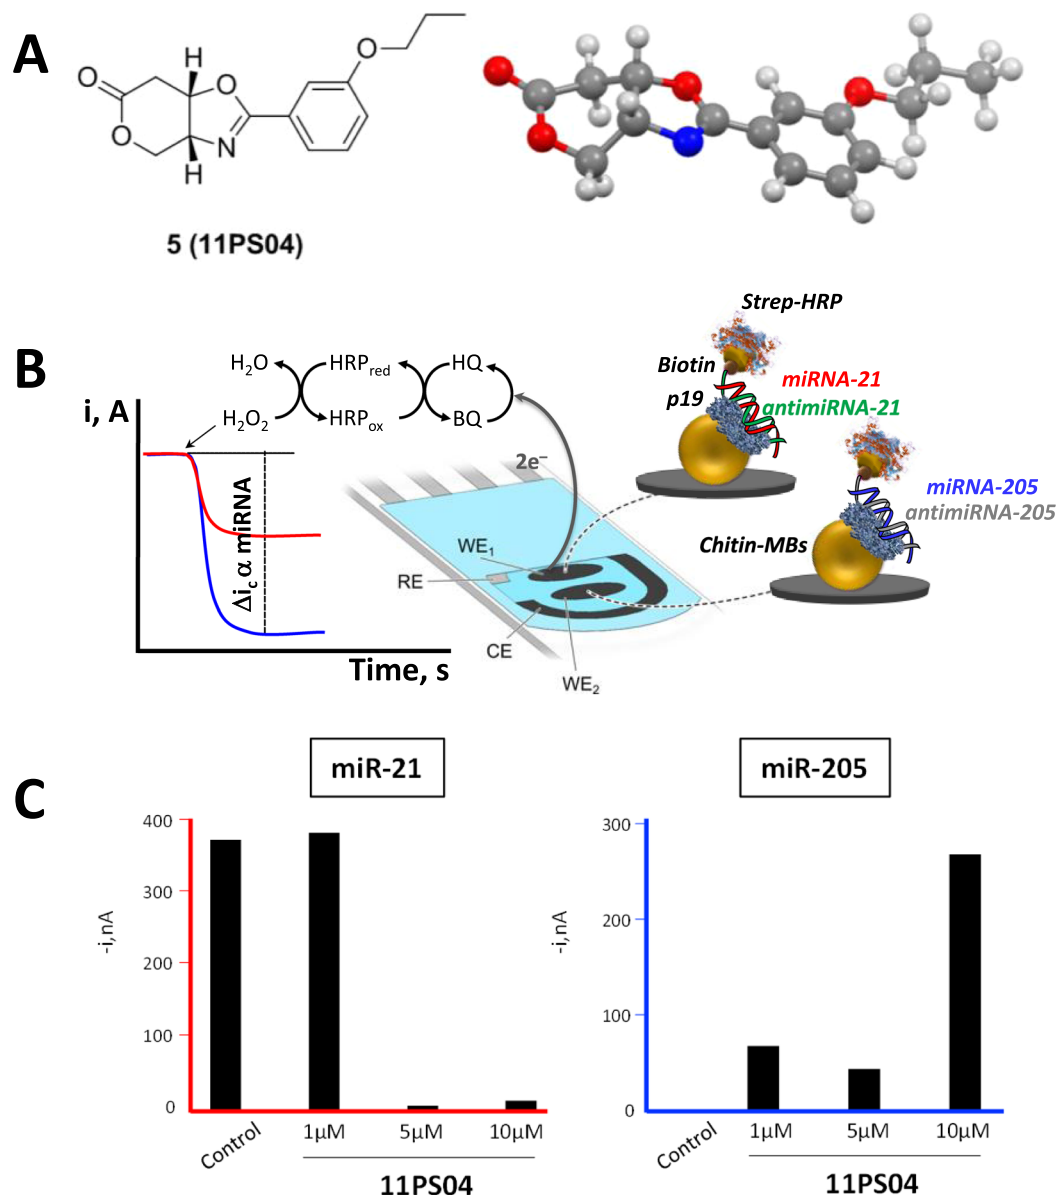 A
O
H
O
N
H
O
O
5 (11PS04)
B
H₂O
HRPred
HQ
H₂O₂
HRPox
BQ
i, A
Δic α miRNA
Time, s
2e⁻
WE₁
RE
CE
WE₂
Strep-HRP
Biotin
p19
miRNA-21
antimiRNA-21
miRNA-205
antimiRNA-205
Chitin-MBs
C
miR-21
400
300
200
100
0
-i,nA
Control
1µM
5µM
10µM
11PS04
miR-205
300
200
100
0
-i,nA
Control
1µM
5µM
10µM
11PS04